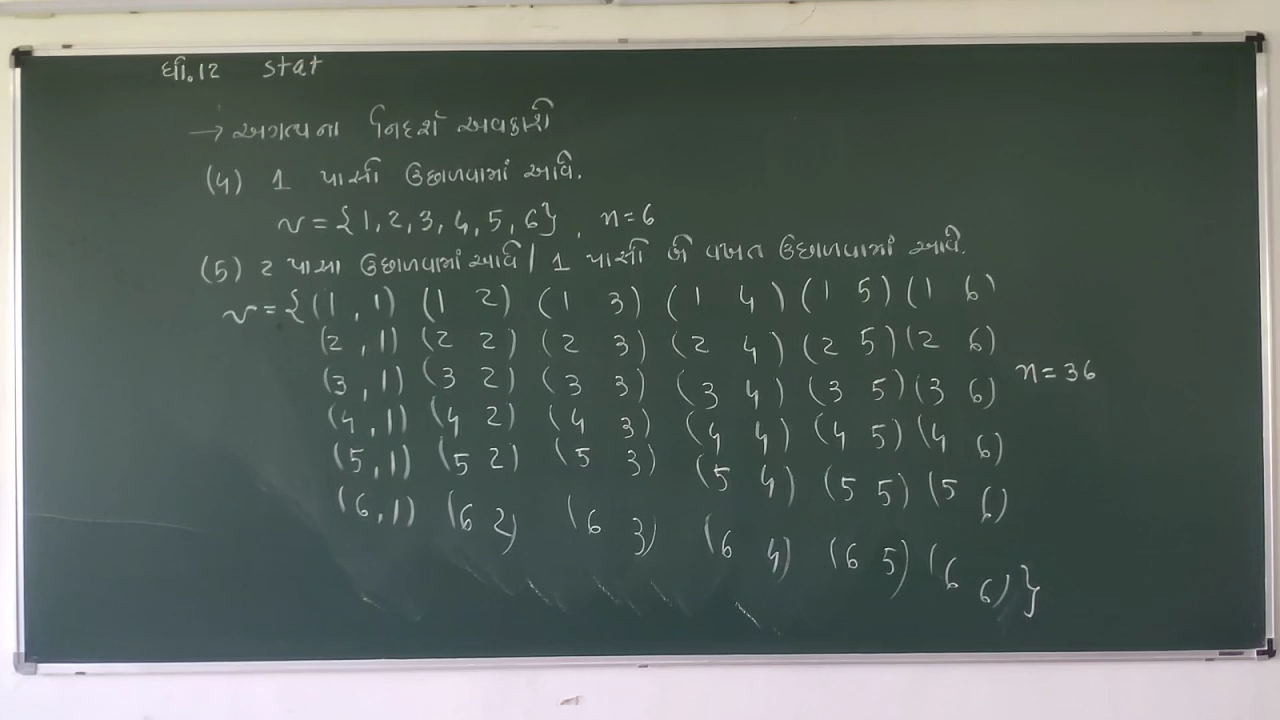 ધો.12 stat
→ અગત્યના નિદર્શ અવકાશ
(4) 1 પાસો ઉછાળવામાં આવે.
U = {1, 2, 3, 4, 5, 6}, n = 6
(5) 2 પાસા ઉછાળવામાં આવે / 1 પાસો બે વખત ઉછાળવામાં આવે.
U = {(1, 1) (1 2) (1 3) (1 4) (1 5) (1 6)
(2, 1) (2 2) (2 3) (2 4) (2 5) (2 6)
(3, 1) (3 2) (3 3) (3 4) (3 5) (3 6) n = 36
(4, 1) (4 2) (4 3) (4 4) (4 5) (4 6)
(5, 1) (5 2) (5 3) (5 4) (5 5) (5 6)
(6, 1) (6 2) (6 3) (6 4) (6 5) (6 6)}